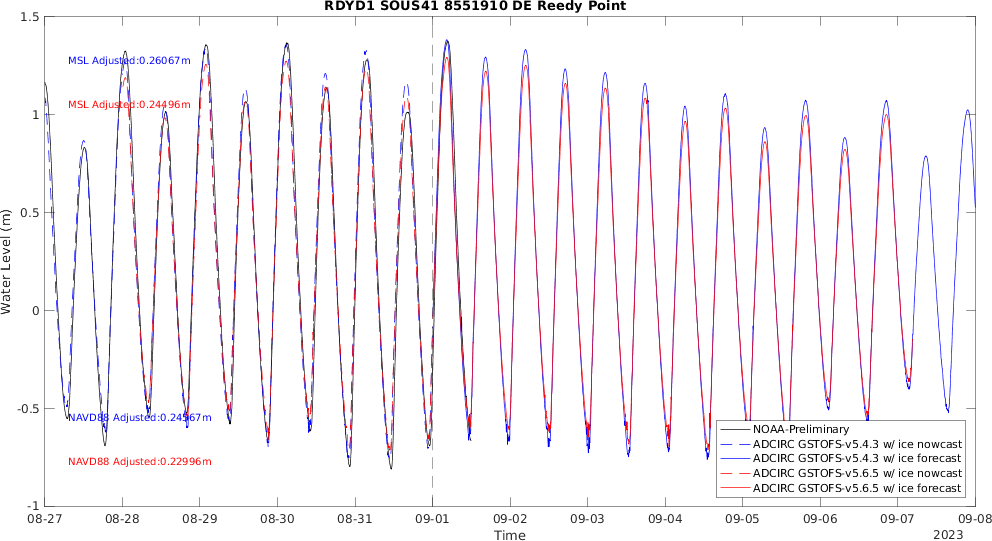 RDYD1 SOUS41 8551910 DE Reedy Point
1.5
1
0.5
0
-0.5
-1
Water Level (m)
MSL Adjusted:0.26067m
MSL Adjusted:0.24496m
NAVD88 Adjusted:0.24567m
NAVD88 Adjusted:0.22996m
NOAA-Preliminary
ADCIRC GSTOFS-v5.4.3 w/ ice nowcast
ADCIRC GSTOFS-v5.4.3 w/ ice forecast
ADCIRC GSTOFS-v5.6.5 w/ ice nowcast
ADCIRC GSTOFS-v5.6.5 w/ ice forecast
08-27 08-28 08-29 08-30 08-31 09-01 09-02 09-03 09-04 09-05 09-06 09-07 09-08
Time
2023